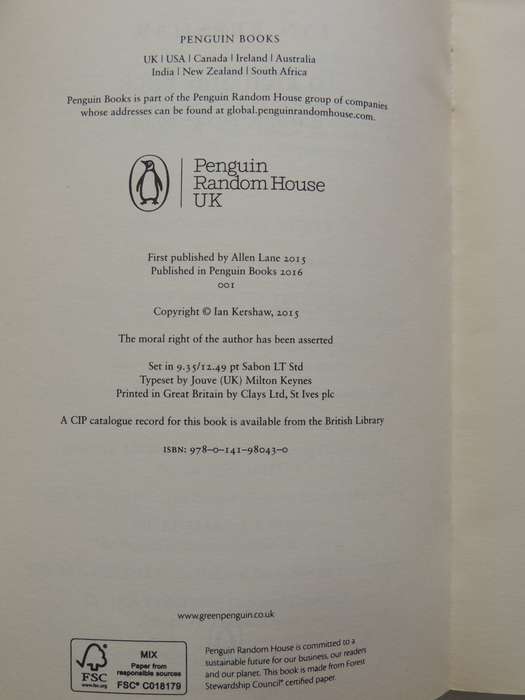 PENGUIN BOOKS
UK | USA | Canada | Ireland | Australia
India | New Zealand | South Africa
Penguin Books is part of the Penguin Random House group of companies
whose addresses can be found at global.penguinrandomhouse.com.
Penguin
Random House
UK
First published by Allen Lane 2015
Published in Penguin Books 2016
001
Copyright © Ian Kershaw, 2015
The moral right of the author has been asserted
Set in 9.35/12.49 pt Sabon LT Std
Typeset by Jouve (UK) Milton Keynes
Printed in Great Britain by Clays Ltd, St Ives plc
A CIP catalogue record for this book is available from the British Library
ISBN: 978-0-141-98043-0
www.greenpenguin.co.uk
FSC
www.fsc.org
MIX
Paper from
responsible sources
FSC® C018179
Penguin Random House is committed to a
sustainable future for our business, our readers
and our planet. This book is made from Forest
Stewardship Council® certified paper.